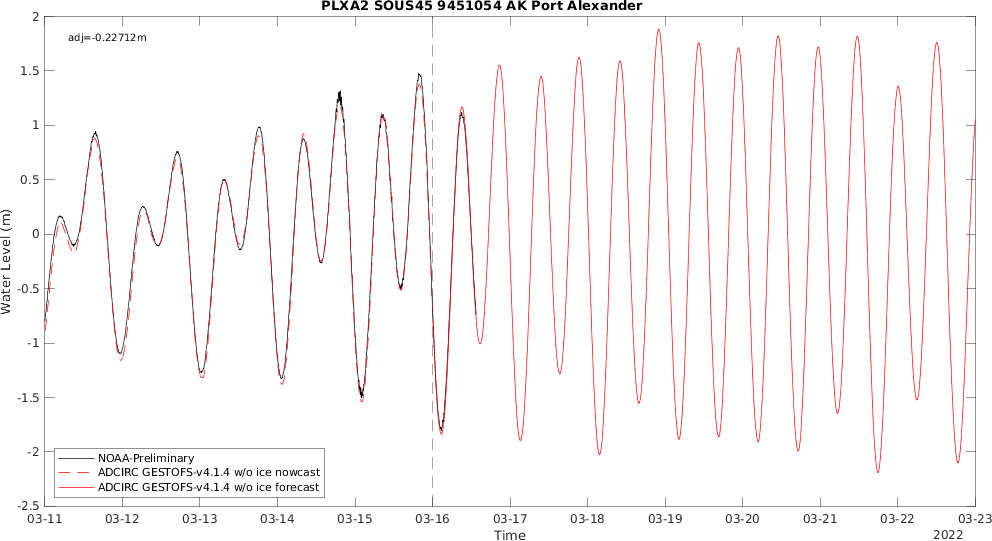 PLXA2 SOUS45 9451054 AK Port Alexander
adj=-0.22712m
2
1.5
1
0.5
0
-0.5
-1
-1.5
-2
-2.5
Water Level (m)
NOAA-Preliminary
ADCIRC GESTOFS-v4.1.4 w/o ice nowcast
ADCIRC GESTOFS-v4.1.4 w/o ice forecast
03-11 03-12 03-13 03-14 03-15 03-16 03-17 03-18 03-19 03-20 03-21 03-22 03-23
Time
2022